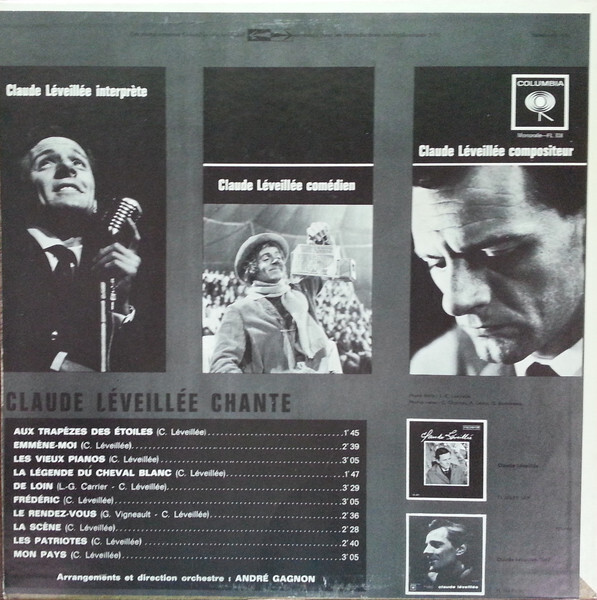 Claude Léveillée interprète
Claude Léveillée comédien
COLUMBIA
Claude Léveillée compositeur
CLAUDE LÉVEILLÉE CHANTE
AUX TRAPÈZES DES ÉTOILES (C. Léveillée) 1'45
EMMÈNE-MOI (C. Léveillée) 2'39
LES VIEUX PIANOS (C. Léveillée) 3'05
LA LÉGENDE DU CHEVAL BLANC (C. Léveillée) 1'47
DE LOIN (L.-G. Carrier - C. Léveillée) 3'29
FRÉDÉRIC (C. Léveillée) 3'05
LE RENDEZ-VOUS (G. Vigneault - C. Léveillée) 2'36
LA SCÈNE (C. Léveillée) 2'28
LES PATRIOTES (C. Léveillée) 2'40
MON PAYS (C. Léveillée) 3'05
Arrangements et direction orchestre : ANDRÉ GAGNON
Claude Léveillée
claude léveillée